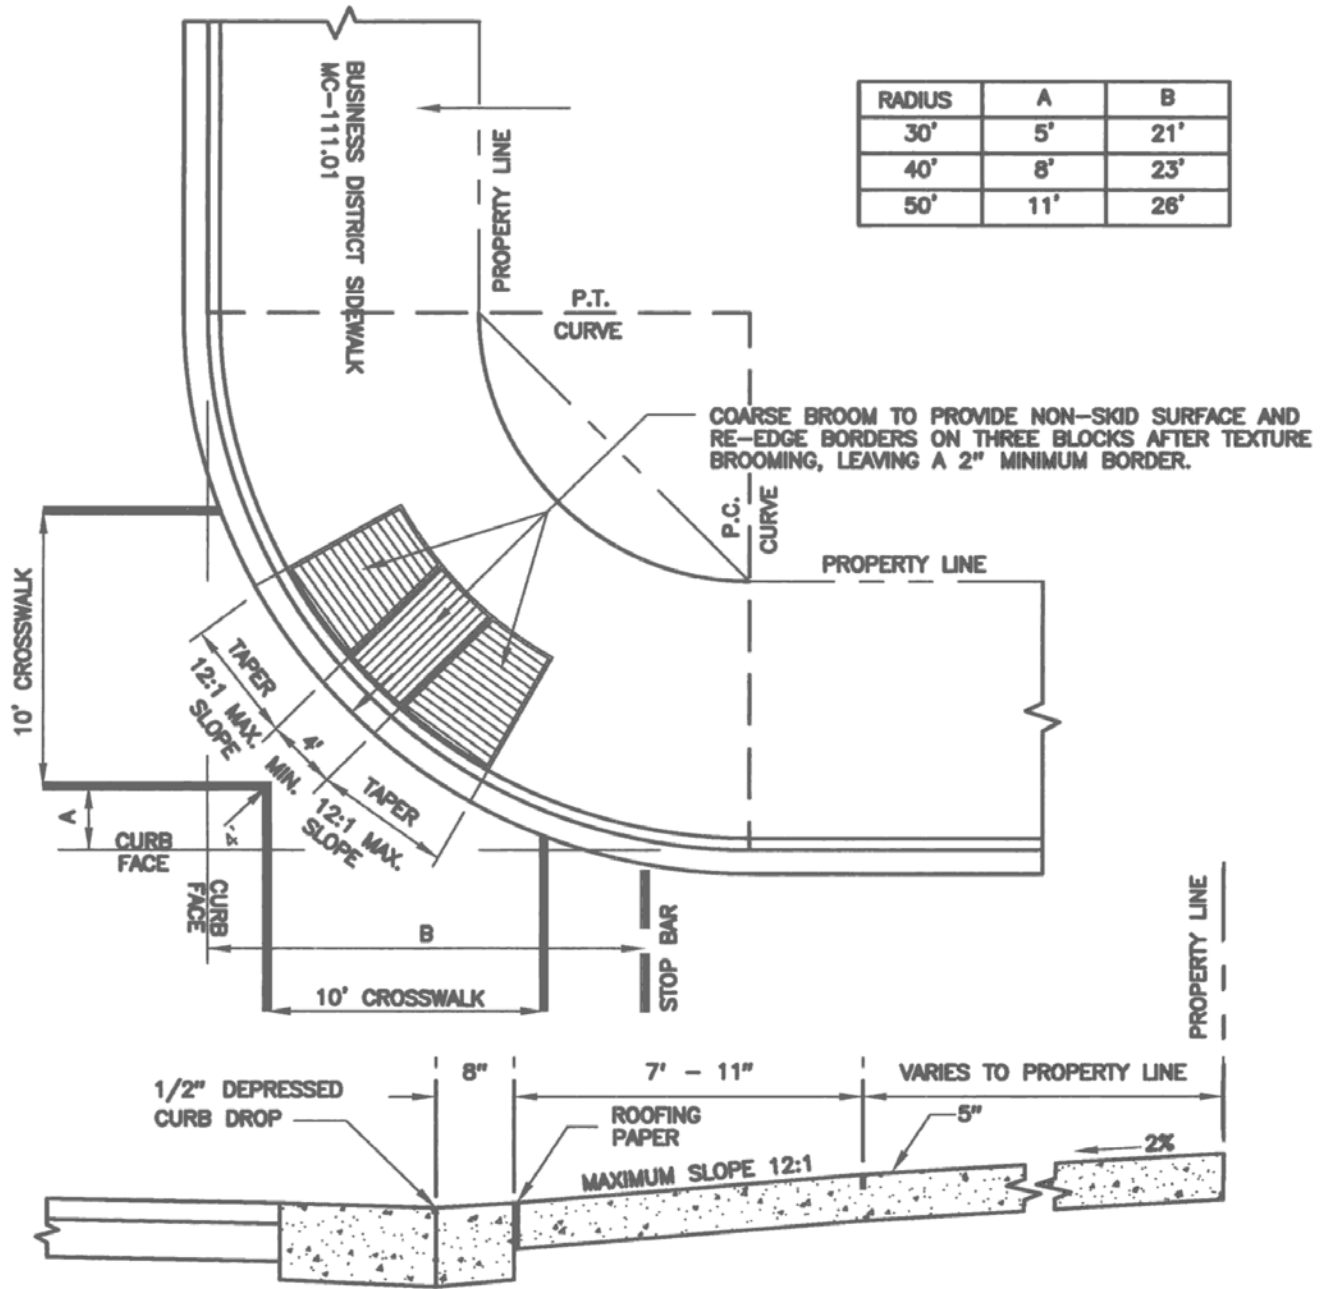 BUSINESS DISTRICT SIDEWALK
MC-111.01
PROPERTY LINE
RADIUS A B
30' 5' 21'
40' 8' 23'
50' 11' 26'
P.T.
CURVE
COARSE BROOM TO PROVIDE NON-SKID SURFACE AND
RE-EDGE BORDERS ON THREE BLOCKS AFTER TEXTURE
BROOMING, LEAVING A 2" MINIMUM BORDER.
P.C.
CURVE
PROPERTY LINE
10' CROSSWALK
TAPER
12:1 MAX.
SLOPE
4'
MIN.
TAPER
12:1 MAX.
SLOPE
A
4'
CURB
FACE
CURB
FACE
B
STOP BAR
10' CROSSWALK
PROPERTY LINE
1/2" DEPRESSED
CURB DROP
8"
7' - 11"
VARIES TO PROPERTY LINE
ROOFING
PAPER
5"
MAXIMUM SLOPE 12:1
2%